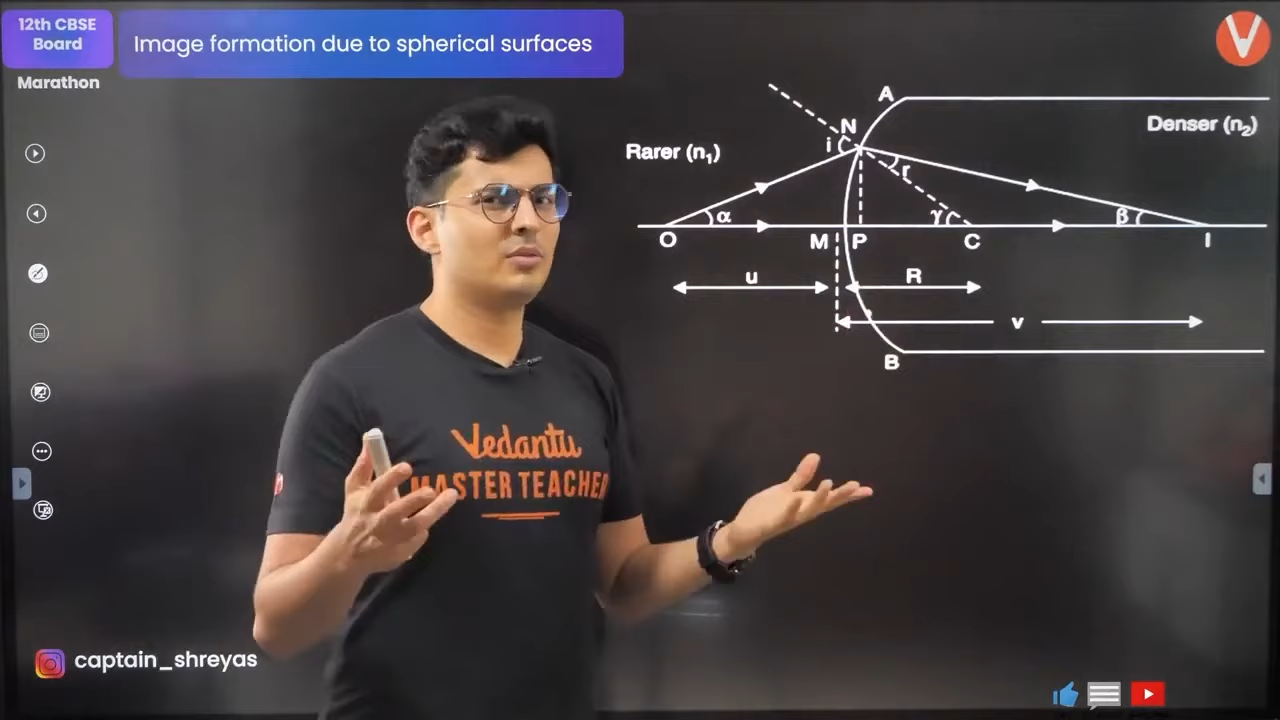 12th CBSE
Board
Marathon
Image formation due to spherical surfaces
A
Denser (n₂)
N
i
Rarer (n₁)
r
α
γ
β
O
M
P
C
I
u
R
v
B
Vedantu
MASTER TEACHER
captain_shreyas